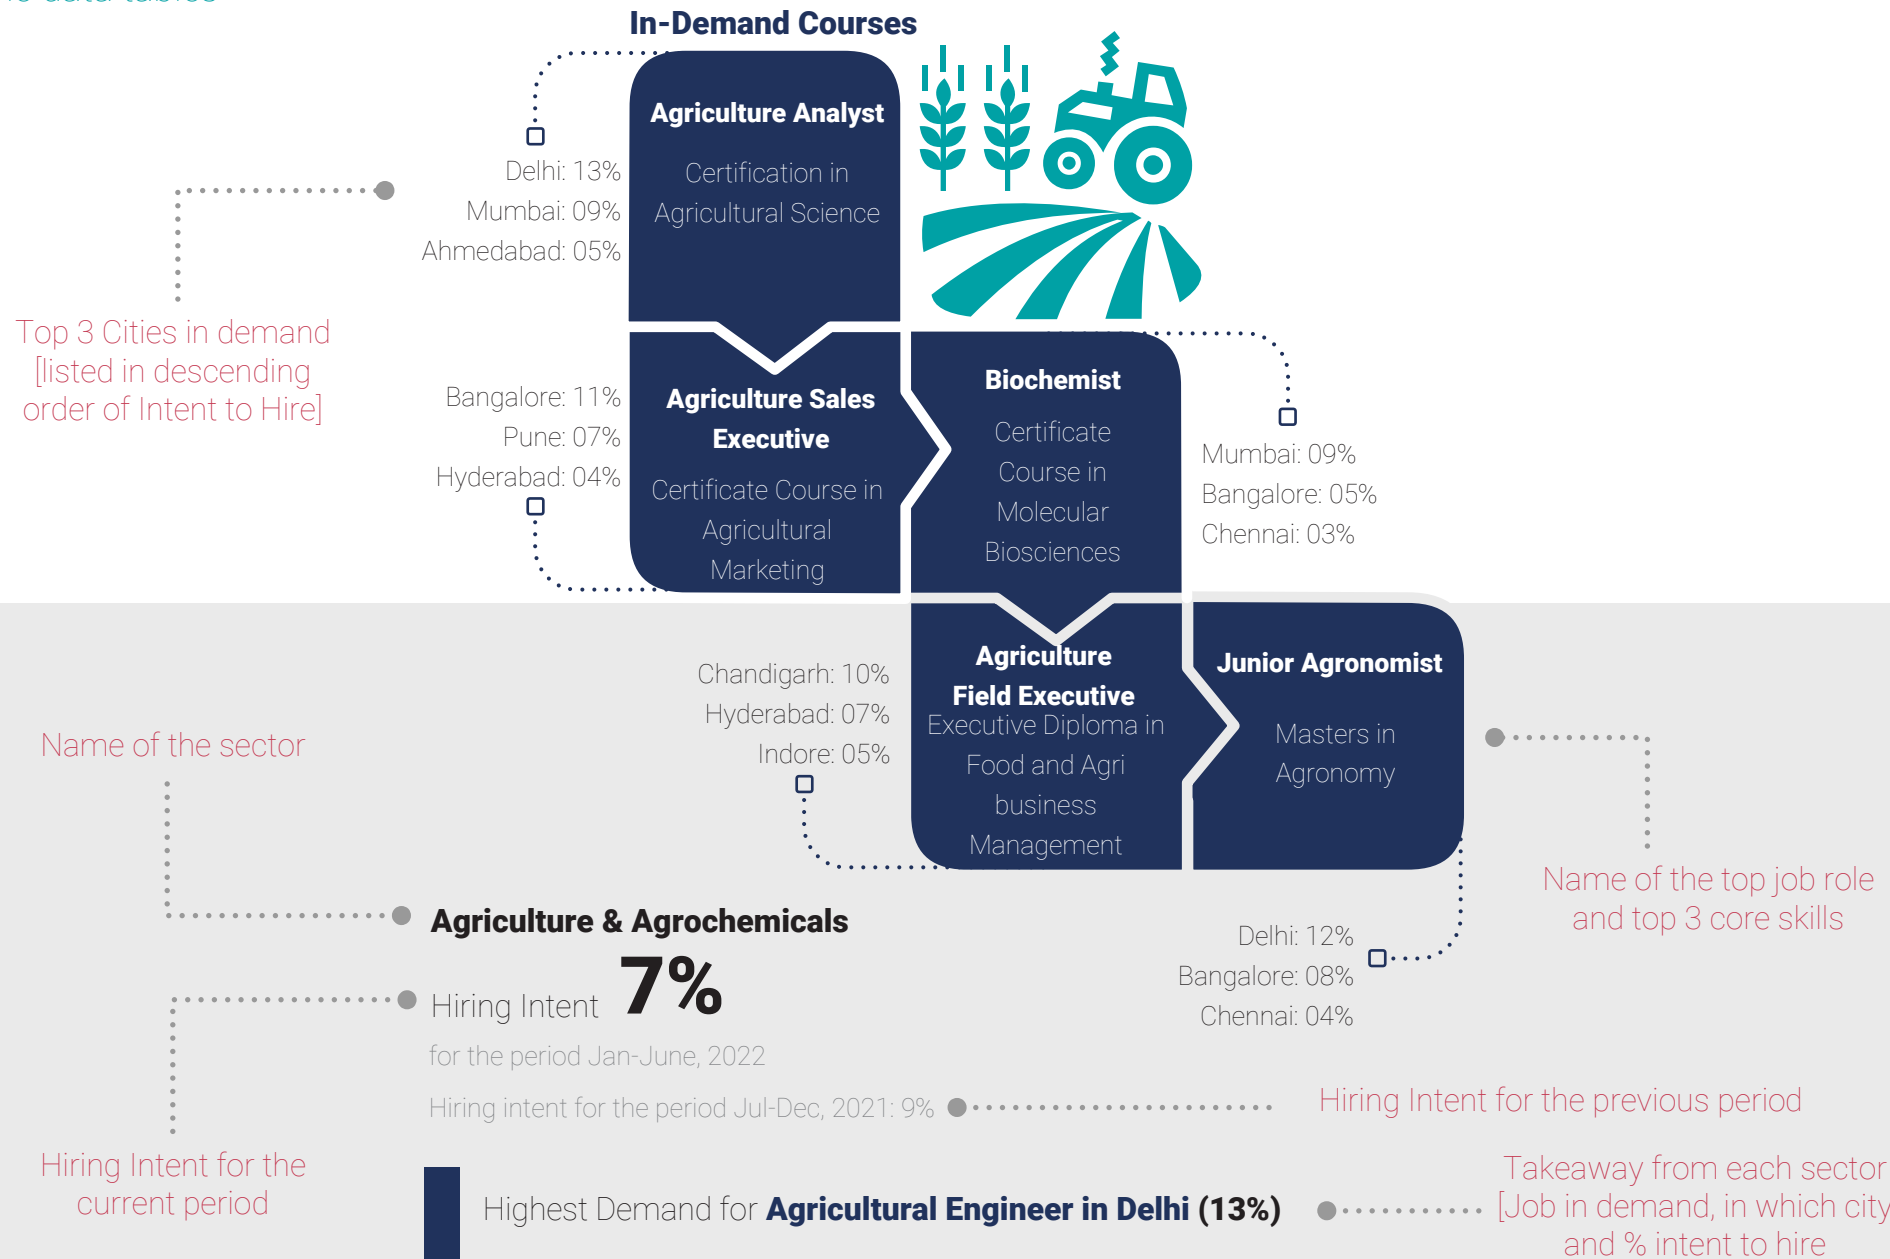 In-Demand Courses
Agriculture Analyst
Certification in
Agricultural Science
Delhi: 13%
Mumbai: 09%
Ahmedabad: 05%
Top 3 Cities in demand
[listed in descending
order of Intent to Hire]
Bangalore: 11%
Pune: 07%
Hyderabad: 04%
Agriculture Sales
Executive
Certificate Course in
Agricultural
Marketing
Biochemist
Certificate
Course in
Molecular
Biosciences
Mumbai: 09%
Bangalore: 05%
Chennai: 03%
Chandigarh: 10%
Hyderabad: 07%
Indore: 05%
Agriculture
Field Executive
Executive Diploma in
Food and Agri
business
Management
Junior Agronomist
Masters in
Agronomy
Name of the sector
Name of the top job role
and top 3 core skills
Delhi: 12%
Bangalore: 08%
Chennai: 04%
Agriculture & Agrochemicals
Hiring Intent 7%
for the period Jan-June, 2022
Hiring intent for the period Jul-Dec, 2021: 9%
Hiring Intent for the previous period
Hiring Intent for the
current period
Highest Demand for Agricultural Engineer in Delhi (13%)
Takeaway from each sector
[Job in demand, in which city
and % intent to hire